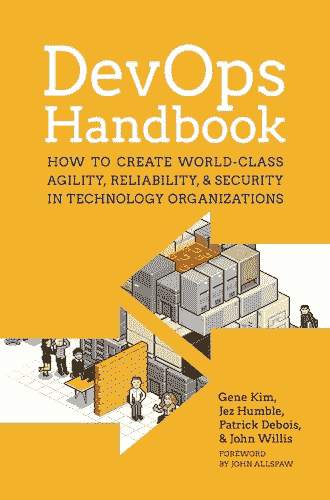 DevOps
Handbook
HOW TO CREATE WORLD-CLASS
AGILITY, RELIABILITY, & SECURITY
IN TECHNOLOGY ORGANIZATIONS
Gene Kim,
Jez Humble,
Patrick Debois,
& John Willis
FOREWORD
BY JOHN ALLSPAW